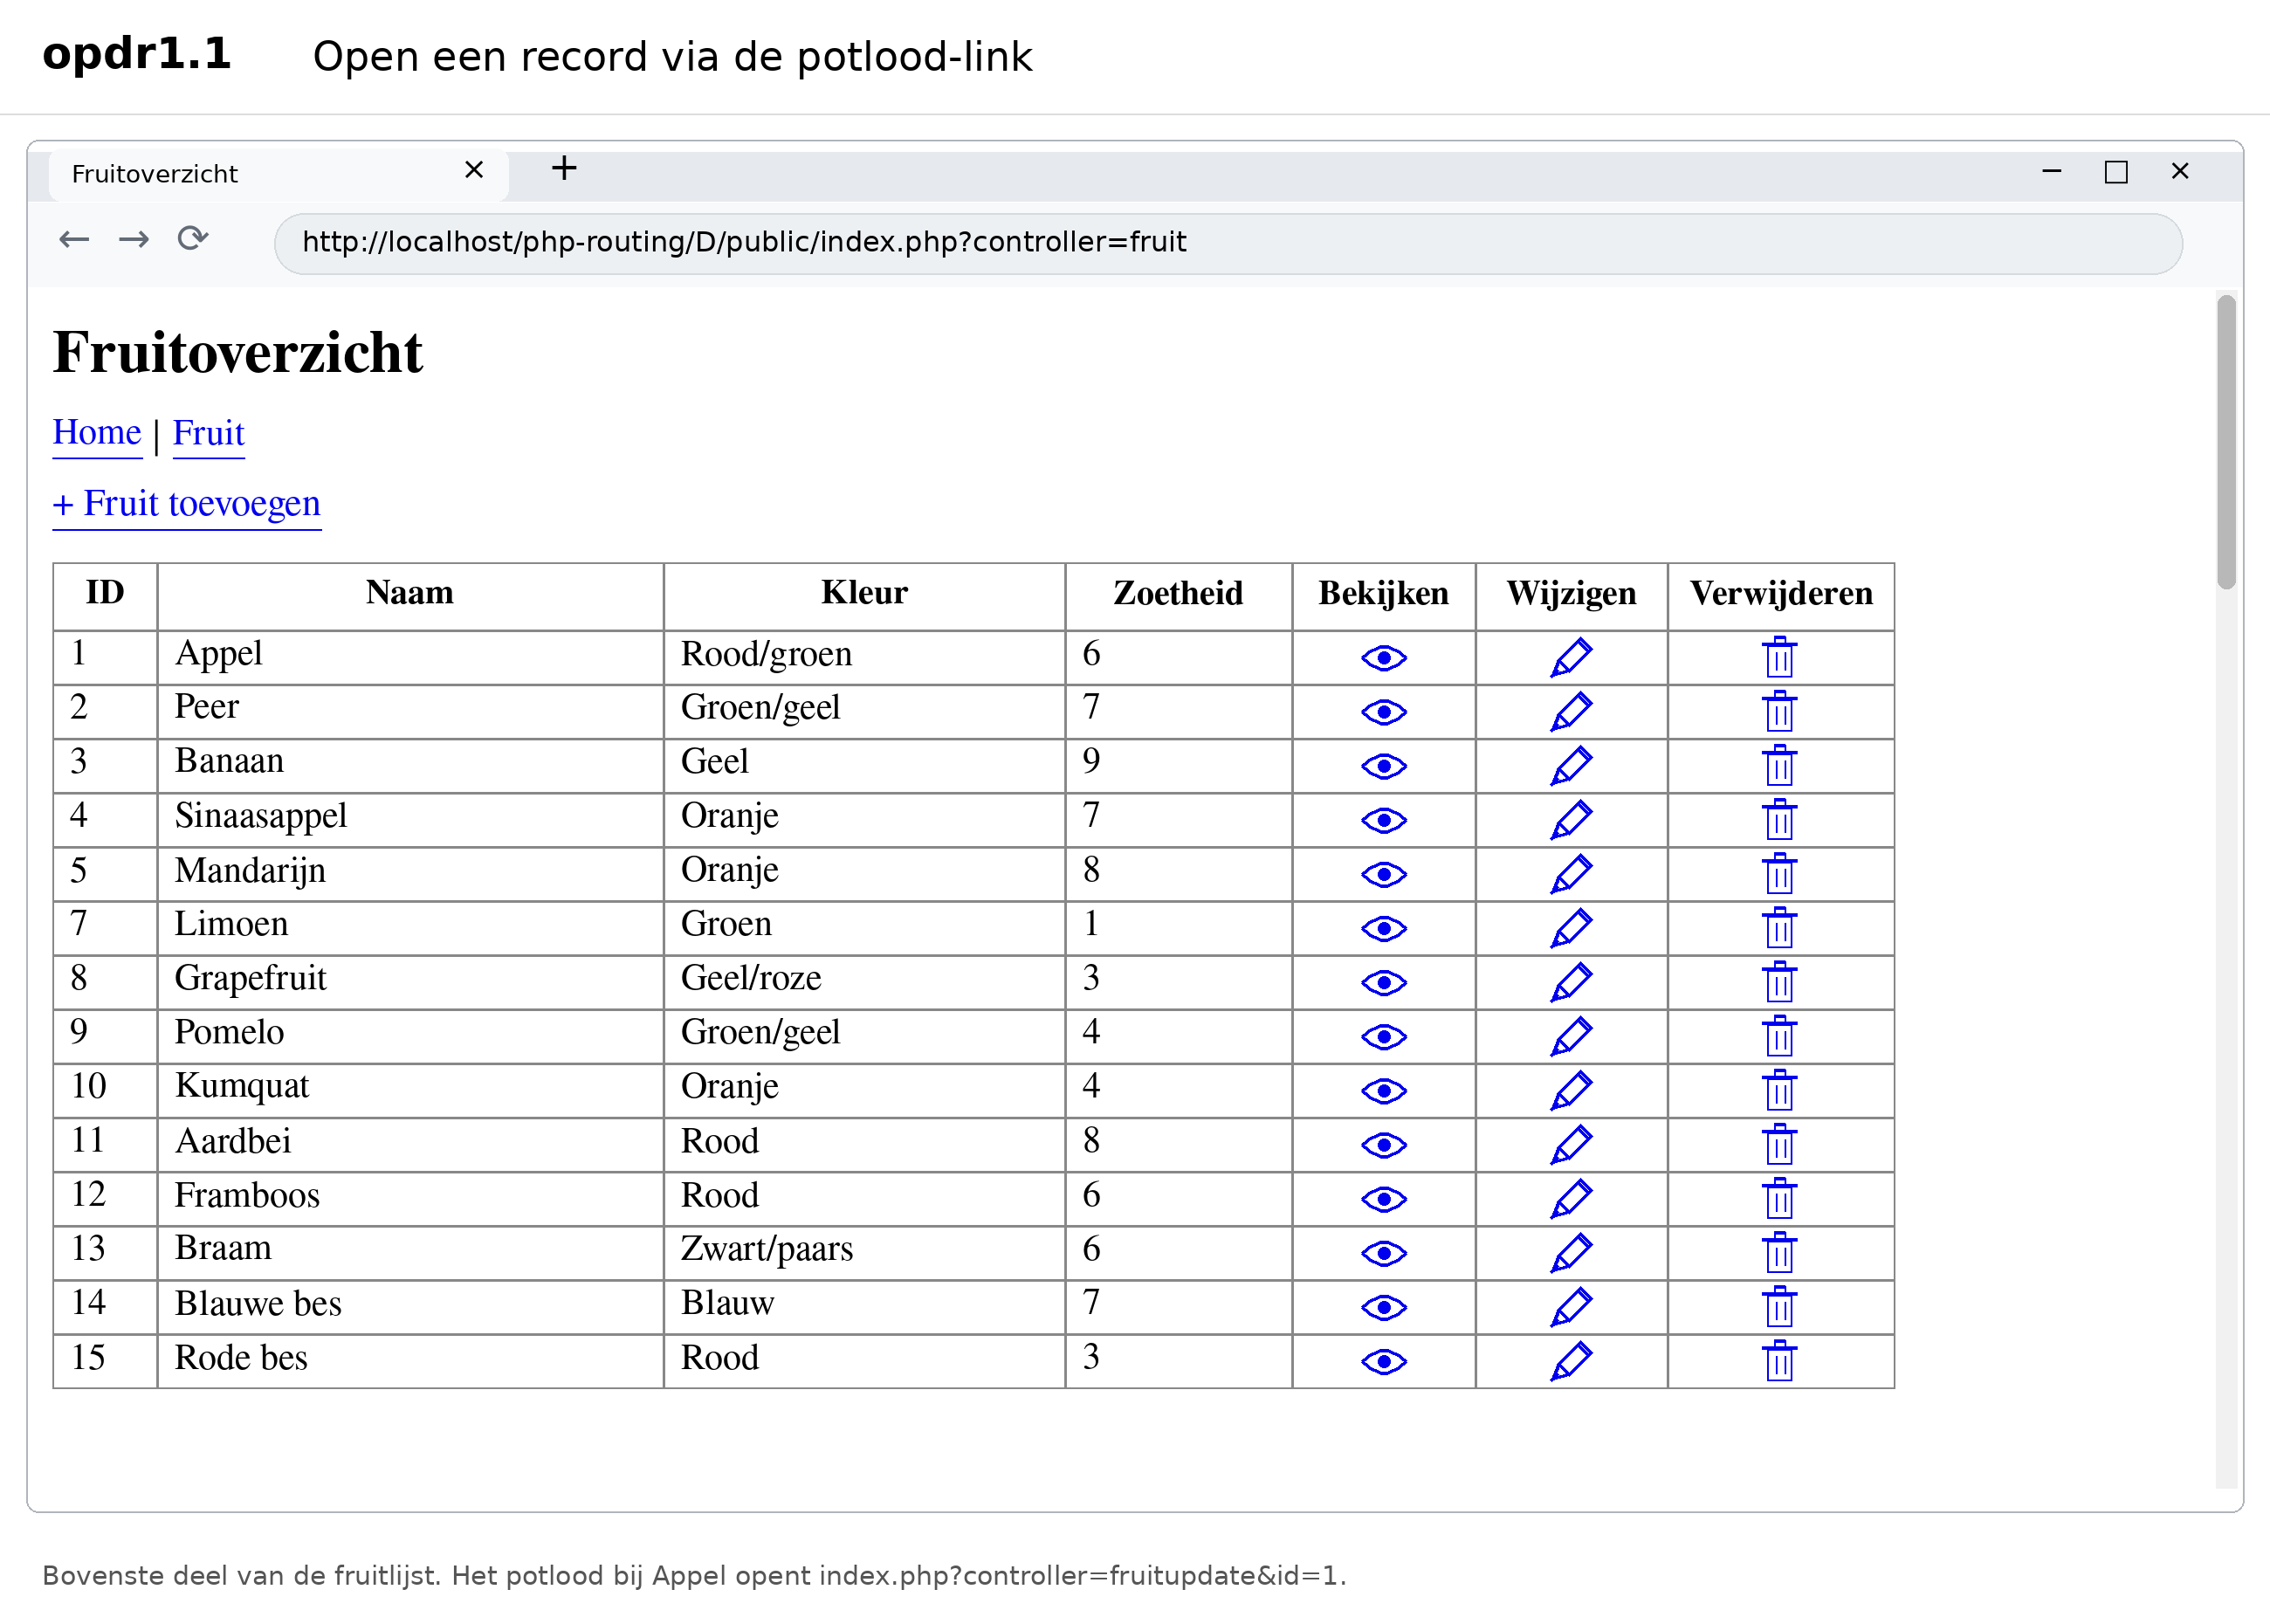 opdr1.1 Open een record via de potlood-link
Fruitoverzicht
http://localhost/php-routing/D/public/index.php?controller=fruit
Fruitoverzicht
Home | Fruit
+ Fruit toevoegen
ID Naam Kleur Zoetheid Bekijken Wijzigen Verwijderen
1 Appel Rood/groen 6
2 Peer Groen/geel 7
3 Banaan Geel 9
4 Sinaasappel Oranje 7
5 Mandarijn Oranje 8
7 Limoen Groen 1
8 Grapefruit Geel/roze 3
9 Pomelo Groen/geel 4
10 Kumquat Oranje 4
11 Aardbei Rood 8
12 Framboos Rood 6
13 Braam Zwart/paars 6
14 Blauwe bes Blauw 7
15 Rode bes Rood 3
Bovenste deel van de fruitlijst. Het potlood bij Appel opent index.php?controller=fruitupdate&id=1.